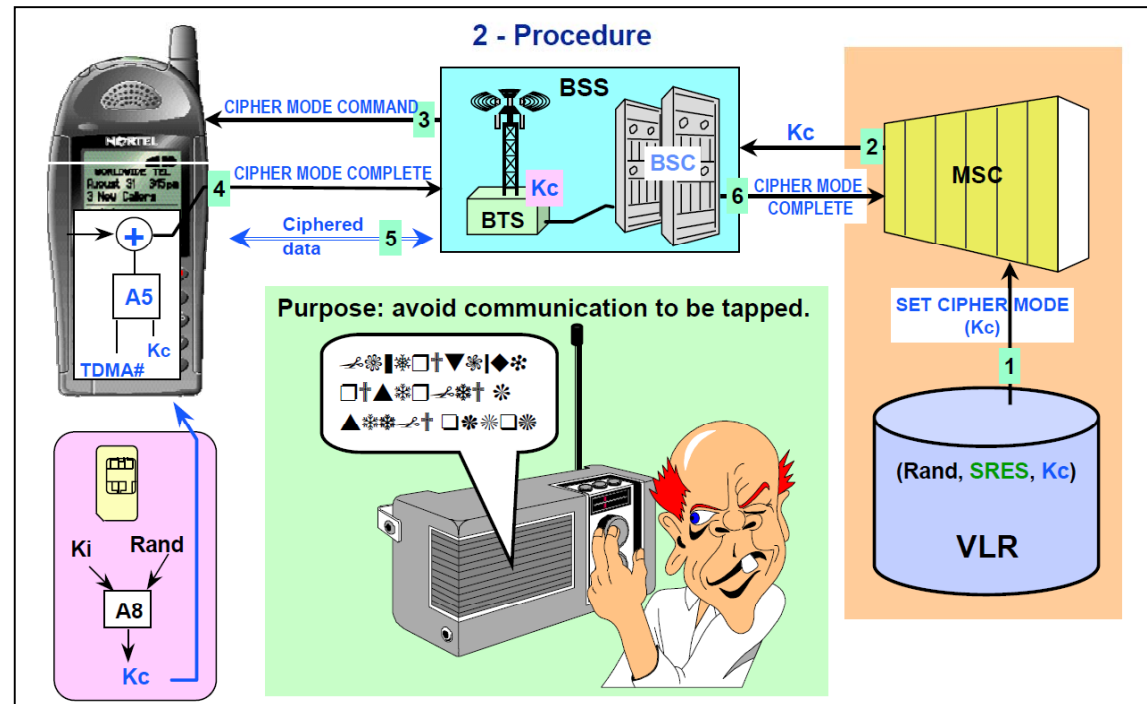 2 - Procedure
BSS
CIPHER MODE COMMAND
3
NORTEL
WORLDWIDE TEL
August 31 3:45pm
3 New Callers
4
CIPHER MODE COMPLETE
Kc
BTS
BSC
Kc
2
6
CIPHER MODE
COMPLETE
MSC
Ciphered
data
5
+
A5
Kc
TDMA#
SET CIPHER MODE
(Kc)
1
(Rand, SRES, Kc)
VLR
Purpose: avoid communication to be tapped.
Ki
Rand
A8
Kc